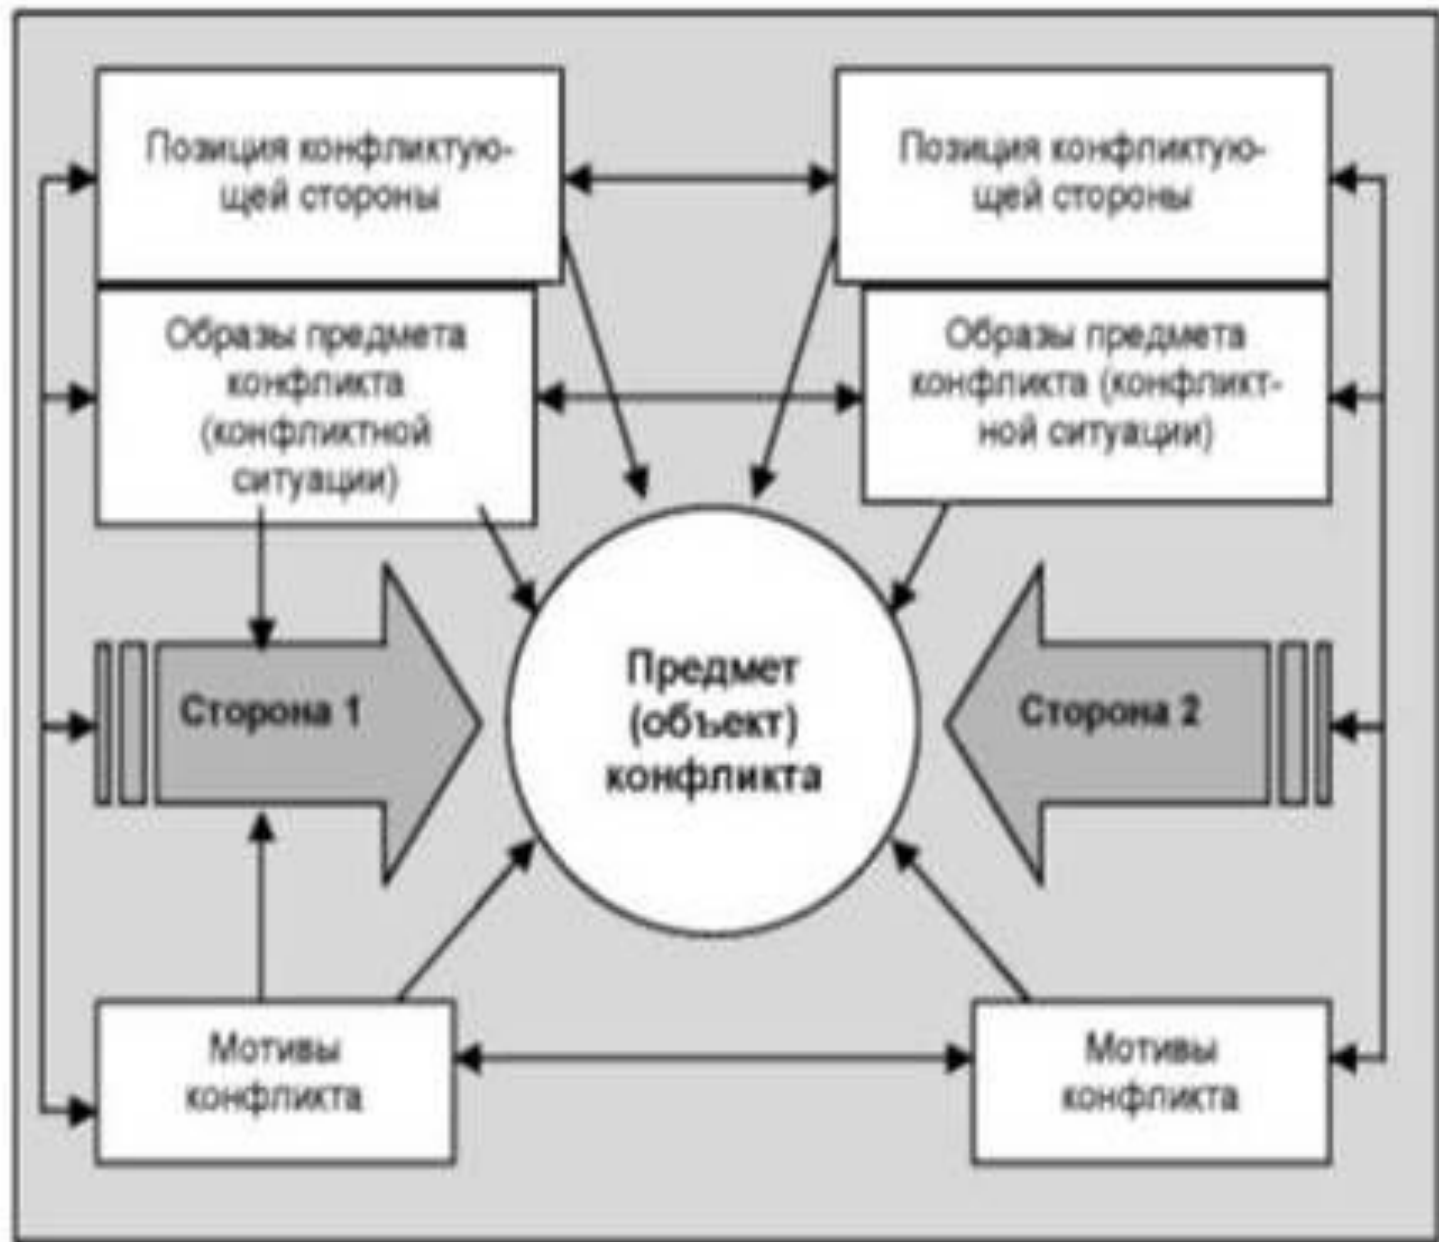 Позиция конфликтую-
щей стороны
Позиция конфликтую-
щей стороны
Образы предмета
конфликта
(конфликтной
ситуации)
Образы предмета
конфликта (конфликт-
ной ситуации)
Сторона 1
Предмет
(объект)
конфликта
Сторона 2
Мотивы
конфликта
Мотивы
конфликта